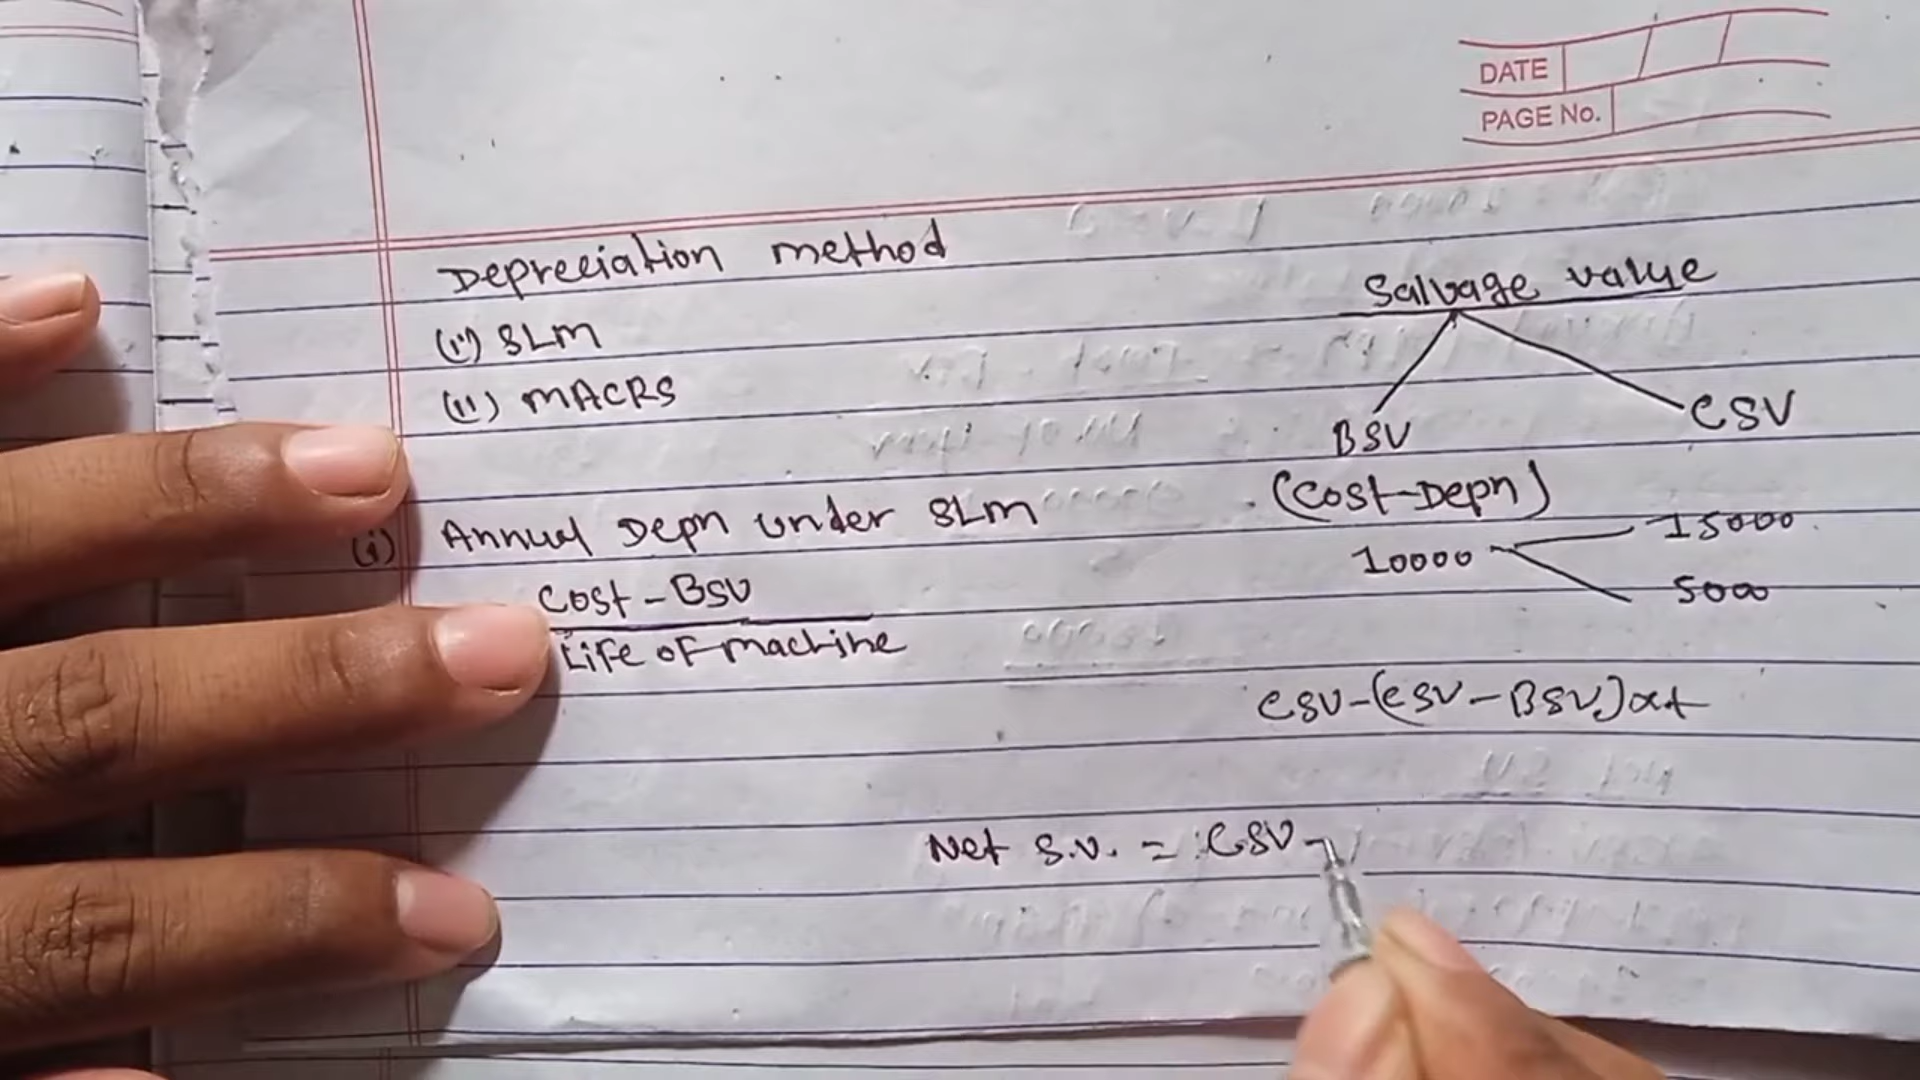 DATE
PAGE No.
Depreciation method
(i) SLM
(ii) MACRS
Salvage value
BSV
CSV
(Cost-Depn)
10000
15000
5000
(i) Annual Depn under SLM
Cost-BSV
Life of machine
CSV-(CSV-BSV)xt
Net S.V. = CSV-